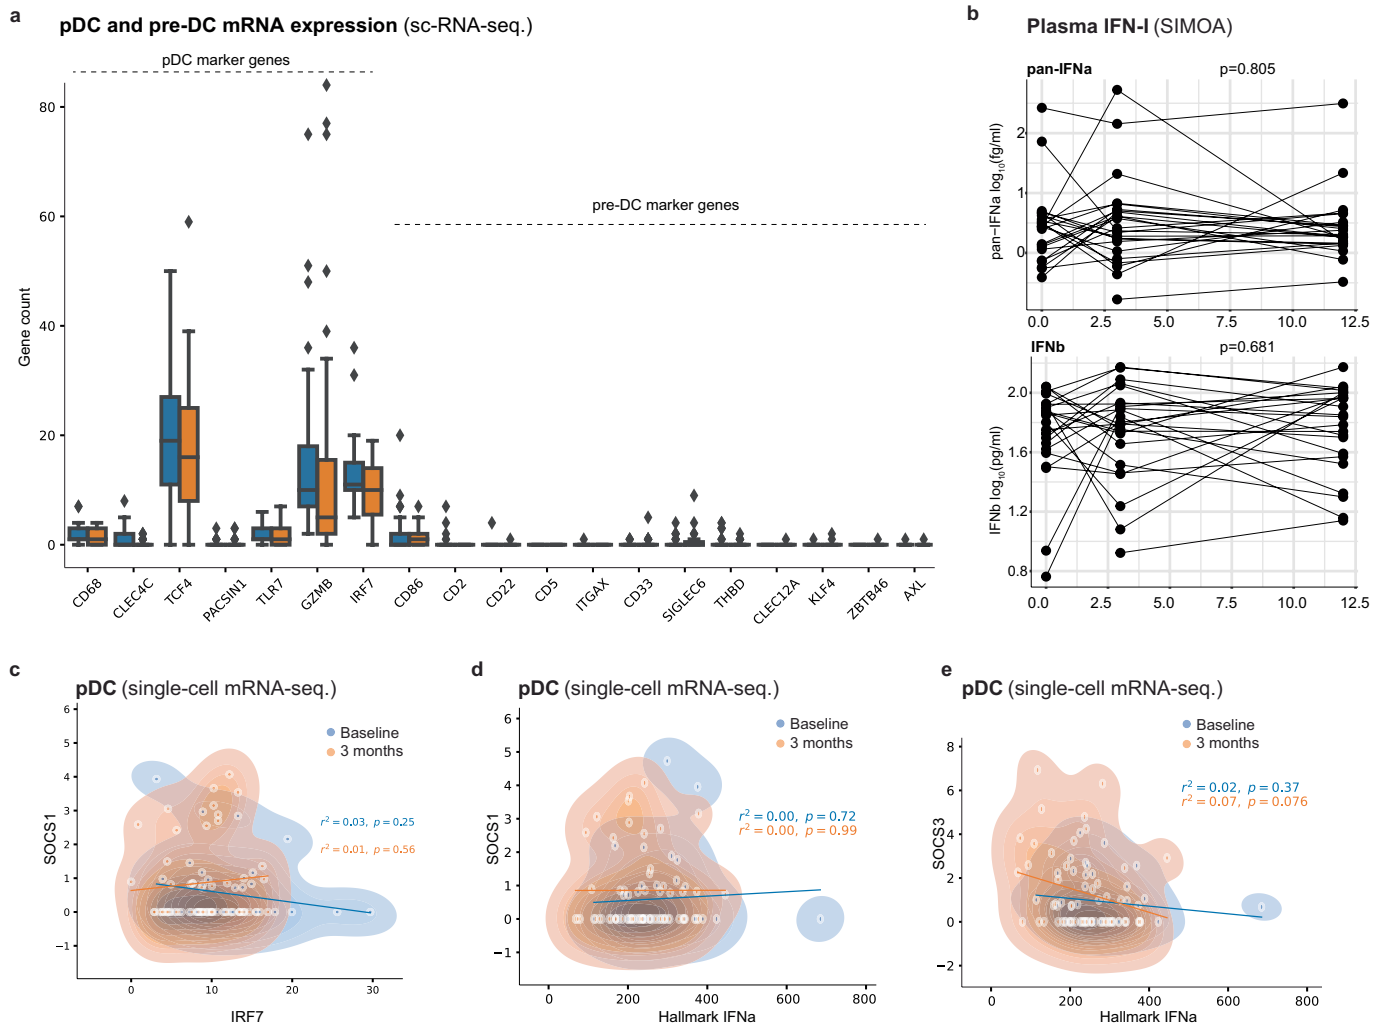 a
pDC and pre-DC mRNA expression (sc-RNA-seq.)
pDC marker genes
pre-DC marker genes
Gene count
80
60
40
20
0
CD68
CLEC4C
TCF4
PACSIN1
TLR7
GZMB
IRF7
CD86
CD2
CD22
CD5
ITGAX
CD33
SIGLEC6
THBD
CLEC12A
KLF4
ZBTB46
AXL
b
Plasma IFN-I (SIMOA)
pan-IFNa
p=0.805
pan−IFNa log10(fg/ml)
2
1
0
0.0 2.5 5.0 7.5 10.0 12.5
IFNb
p=0.681
IFNb log10(pg/ml)
2.0
1.6
1.2
0.8
0.0 2.5 5.0 7.5 10.0 12.5
c
pDC (single-cell mRNA-seq.)
Baseline
3 months
r² = 0.03, p = 0.25
r² = 0.01, p = 0.56
SOCS1
6
5
4
3
2
1
0
−1
0 10 20 30
IRF7
d
pDC (single-cell mRNA-seq.)
Baseline
3 months
r² = 0.00, p = 0.72
r² = 0.00, p = 0.99
SOCS1
6
5
4
3
2
1
0
−1
0 200 400 600 800
Hallmark IFNa
e
pDC (single-cell mRNA-seq.)
Baseline
3 months
r² = 0.02, p = 0.37
r² = 0.07, p = 0.076
SOCS3
8
6
4
2
0
−2
0 200 400 600 800
Hallmark IFNa